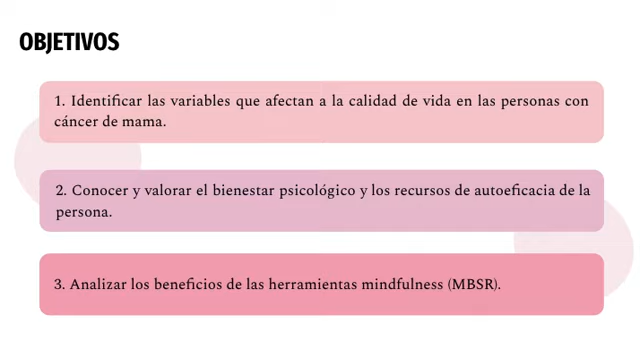 OBJETIVOS
1. Identificar las variables que afectan a la calidad de vida en las personas con
cáncer de mama.
2. Conocer y valorar el bienestar psicológico y los recursos de autoeficacia de la
persona.
3. Analizar los beneficios de las herramientas mindfulness (MBSR).